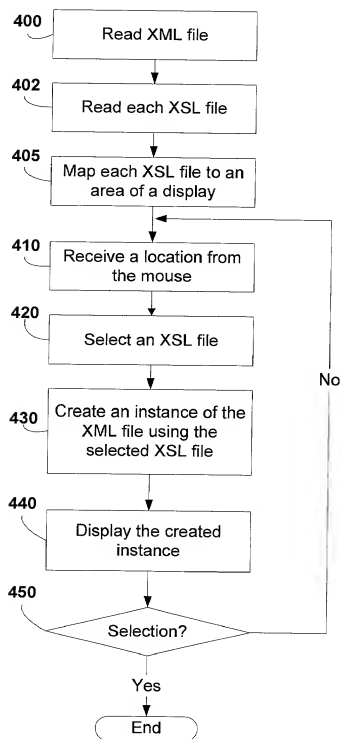 400
Read XML file
402
Read each XSL file
405
Map each XSL file to an
area of a display
410
Receive a location from
the mouse
420
Select an XSL file
No
430
Create an instance of the
XML file using the
selected XSL file
440
Display the created
instance
450
Selection?
Yes
End